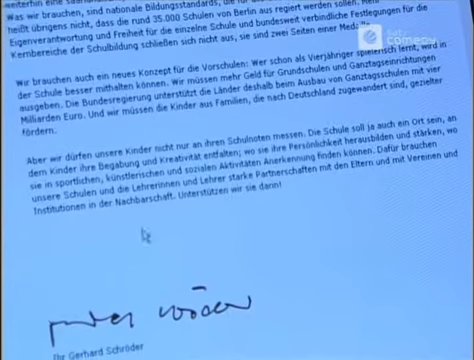 weiterhin eine
Was wir brauchen, sind nationale Bildungsstandards, die für
heißt übrigens nicht, dass die rund 35.000 Schulen von Berlin aus regiert werden sollen.
Eigenverantwortung und Freiheit für die einzelne Schule und bundesweit verbindliche Festlegungen für die
Kernbereiche der Schulbildung schließen sich nicht aus, sie sind zwei Seiten einer
Wir brauchen auch ein neues Konzept für die Vorschulen: Wer schon als Vierjähriger spielerisch lernt, wird in
der Schule besser mithalten können. Wir müssen mehr Geld für Grundschulen und Ganztagseinrichtungen
ausgeben. Die Bundesregierung unterstützt die Länder deshalb beim Ausbau von Ganztagsschulen mit vier
Milliarden Euro. Und wir müssen die Kinder aus Familien, die nach Deutschland zugewandert sind, gezielter
fördern.
Aber wir dürfen unsere Kinder nicht nur an ihren Schulnoten messen. Die Schule soll ja auch ein Ort sein, an
dem Kinder ihre Begabung und Kreativität entfalten; wo sie ihre Persönlichkeit herausbilden und stärken, wo
sie in sportlichen, künstlerischen und sozialen Aktivitäten Anerkennung finden können. Dafür brauchen
unsere Schulen und die Lehrerinnen und Lehrer starke Partnerschaften mit den Eltern und mit Vereinen und
Institutionen in der Nachbarschaft. Unterstützen wir sie dann!
Ihr Gerhard Schröder
comedy